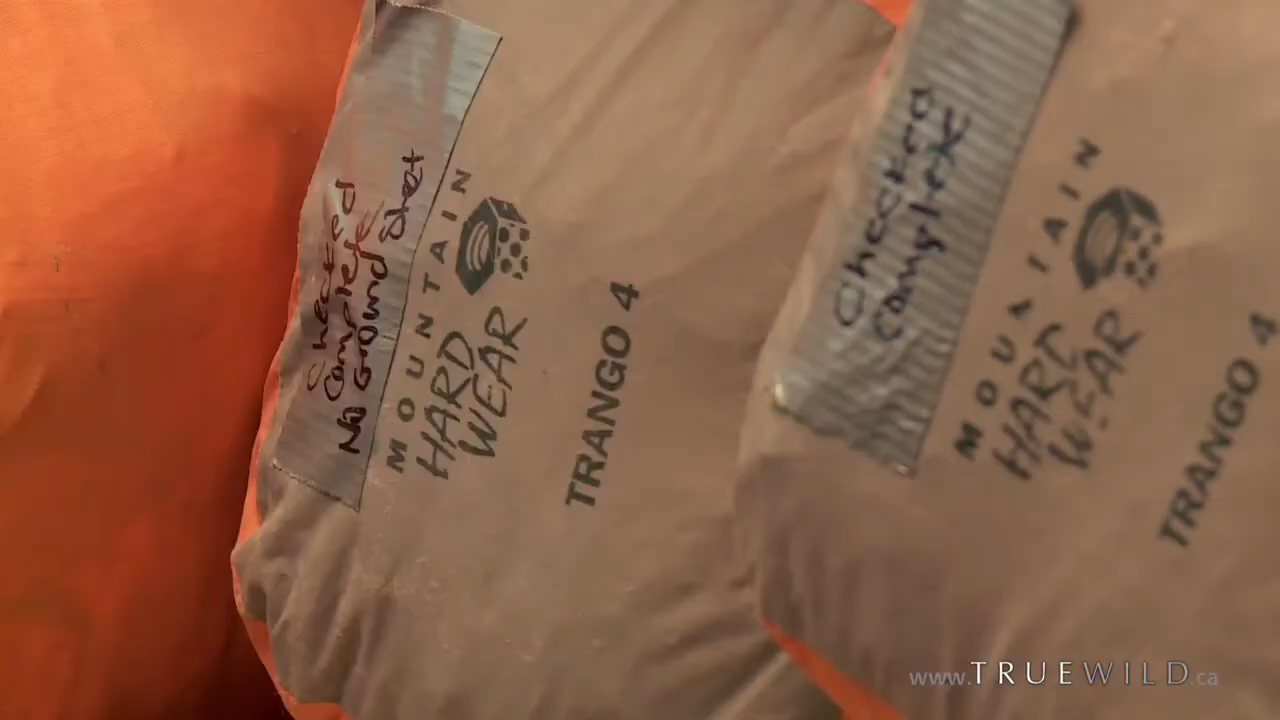 Checked
Complete
No Ground Sheet
MOUNTAIN
HARD
WEAR
TRANGO 4
Checked
complete
MOUNTAIN
HARD
WEAR
TRANGO 4
www.TRUEWILD.ca